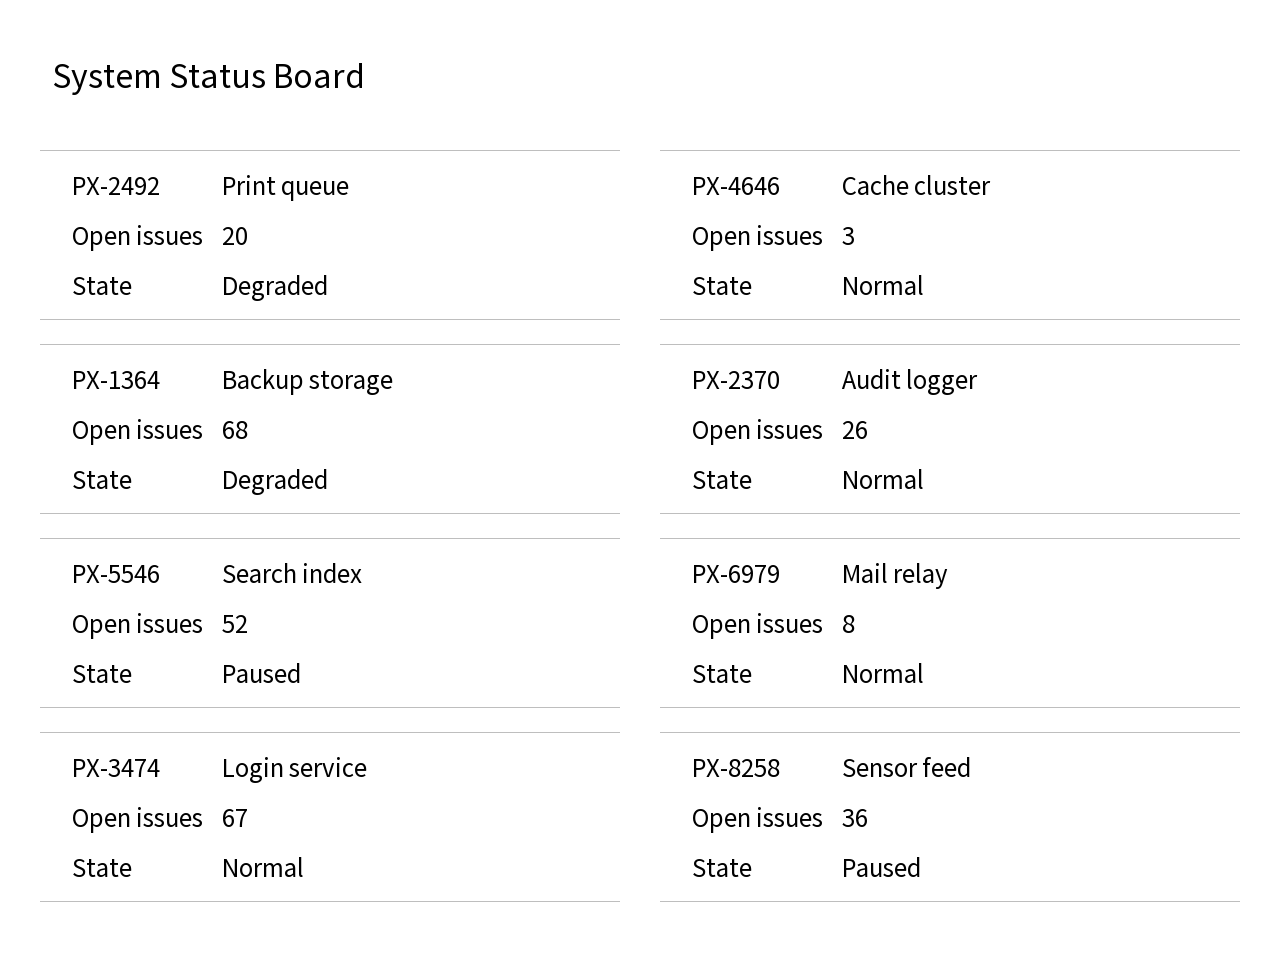 System Status Board
PX-2492 Print queue
Open issues 20
State Degraded
PX-4646 Cache cluster
Open issues 3
State Normal
PX-1364 Backup storage
Open issues 68
State Degraded
PX-2370 Audit logger
Open issues 26
State Normal
PX-5546 Search index
Open issues 52
State Paused
PX-6979 Mail relay
Open issues 8
State Normal
PX-3474 Login service
Open issues 67
State Normal
PX-8258 Sensor feed
Open issues 36
State Paused